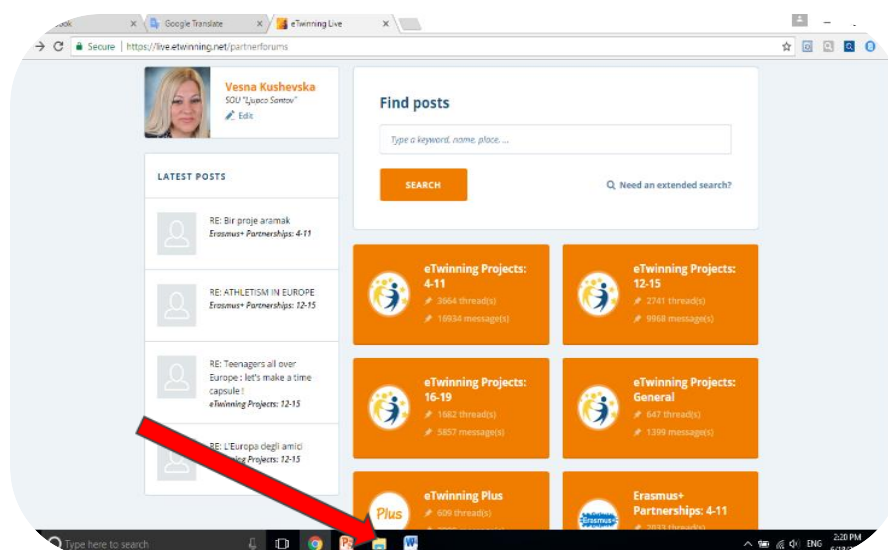 Google Translate
eTwinning Live
Secure | https://live.etwinning.net/partnerforums
Vesna Kushevska
SOU "Ljupco Santov"
Edit
LATEST POSTS
RE: Bir proje aramak
Erasmus+ Partnerships: 4-11
RE: ATHLETISM IN EUROPE
Erasmus+ Partnerships: 12-15
RE: Teenagers all over
Europe : let's make a time
capsule !
eTwinning Projects: 12-15
RE: L'Europa degli amici
Projects: 12-15
Find posts
Type a keyword, name, place, ...
SEARCH
Need an extended search?
eTwinning Projects:
4-11
3664 thread(s)
16934 message(s)
eTwinning Projects:
12-15
2741 thread(s)
9968 message(s)
eTwinning Projects:
16-19
1682 thread(s)
5857 message(s)
eTwinning Projects:
General
647 thread(s)
1399 message(s)
Plus
eTwinning Plus
609 thread(s)
Erasmus+
Erasmus+
Partnerships: 4-11
2033 thread(s)
Type here to search
ENG
2:20 PM